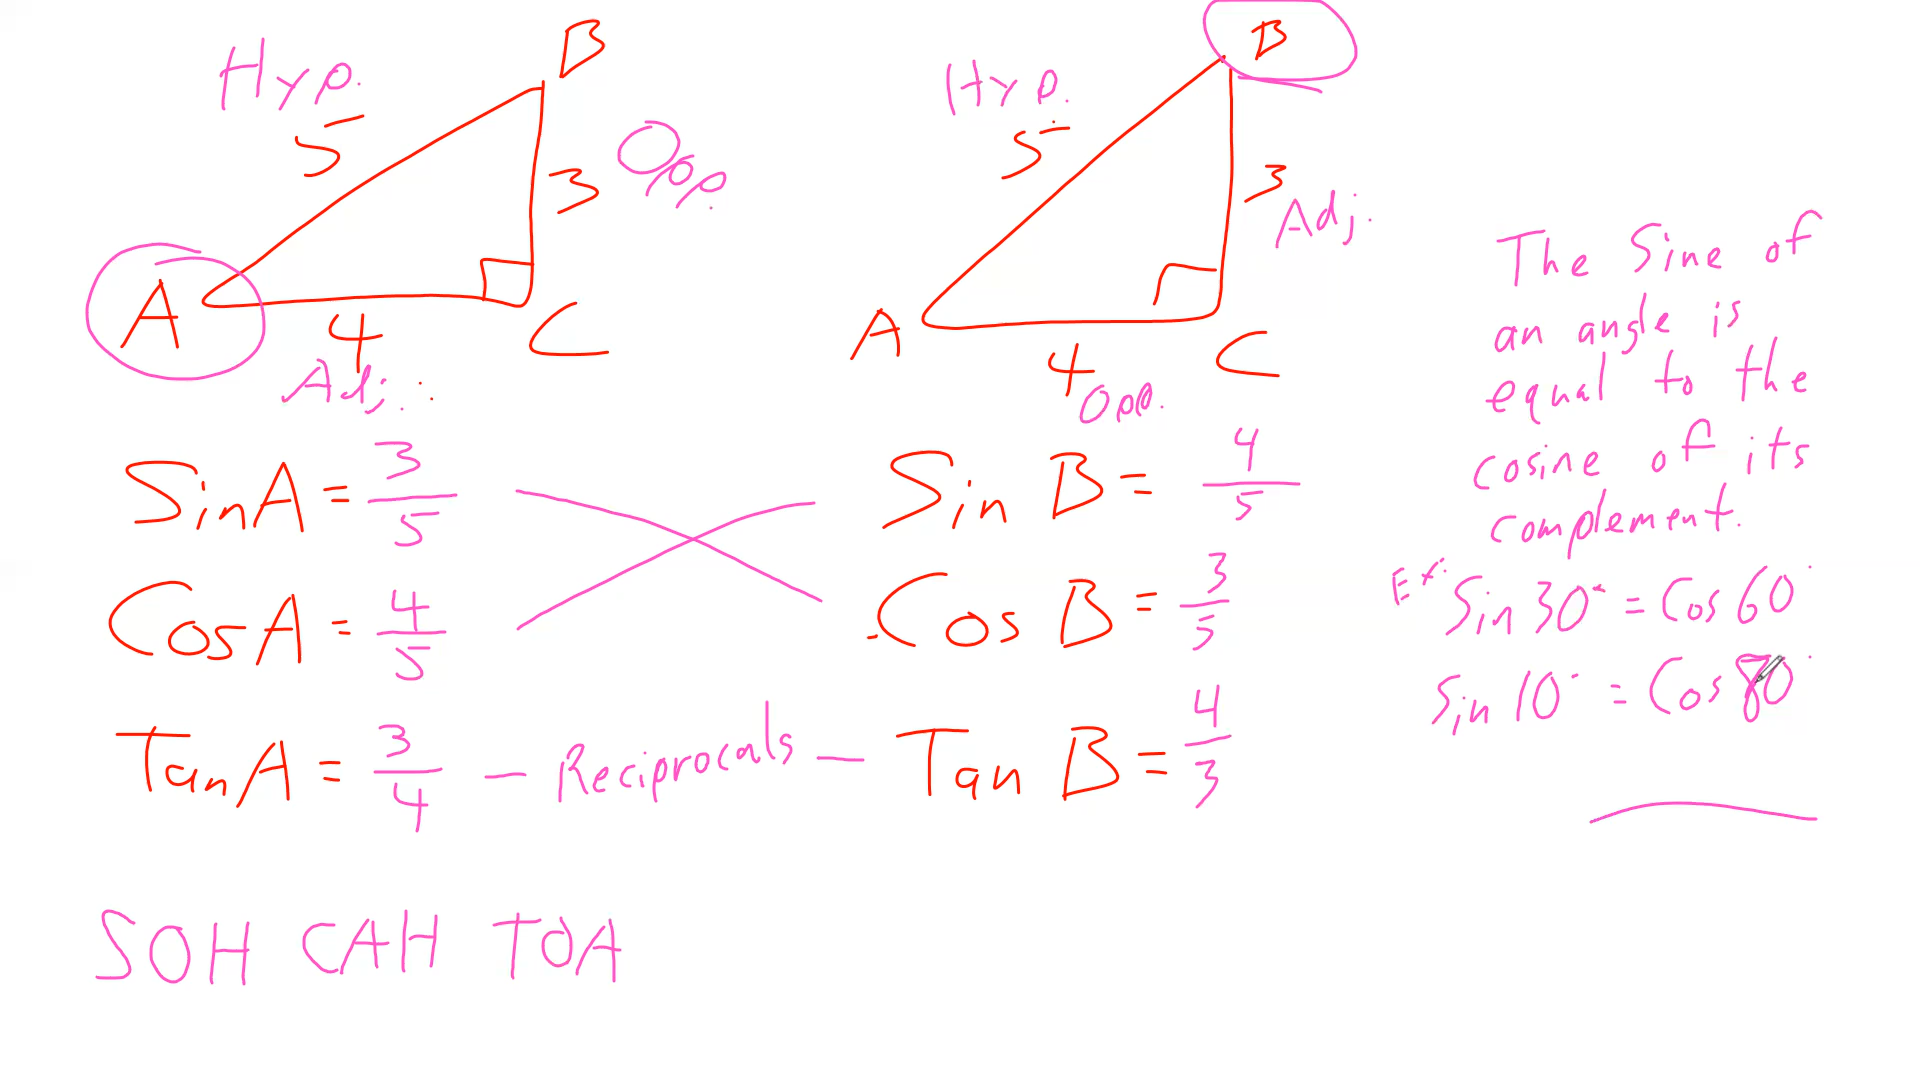 Hyp.
B
5
Opp.
3
A
4
C
Adj.
Sin A = 3/5
Cos A = 4/5
Tan A = 3/4
— Reciprocals —
B
Hyp.
5
3
Adj.
A
4
C
Opp.
Sin B = 4/5
Cos B = 3/5
Tan B = 4/3
The Sine of
an angle is
equal to the
cosine of its
complement.
Ex: Sin 30° = Cos 60°
Sin 10° = Cos 80°
SOH CAH TOA